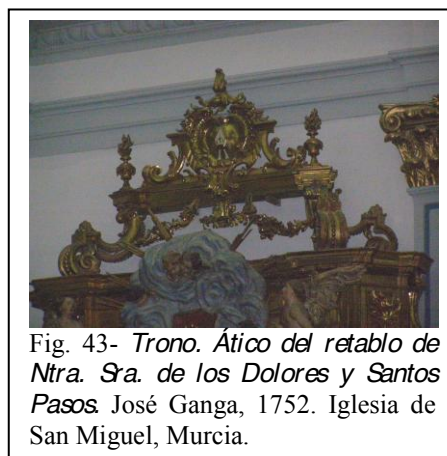 Fig. 43- Trono. Ático del retablo de
Ntra. Sra. de los Dolores y Santos
Pasos. José Ganga, 1752. Iglesia de
San Miguel, Murcia.